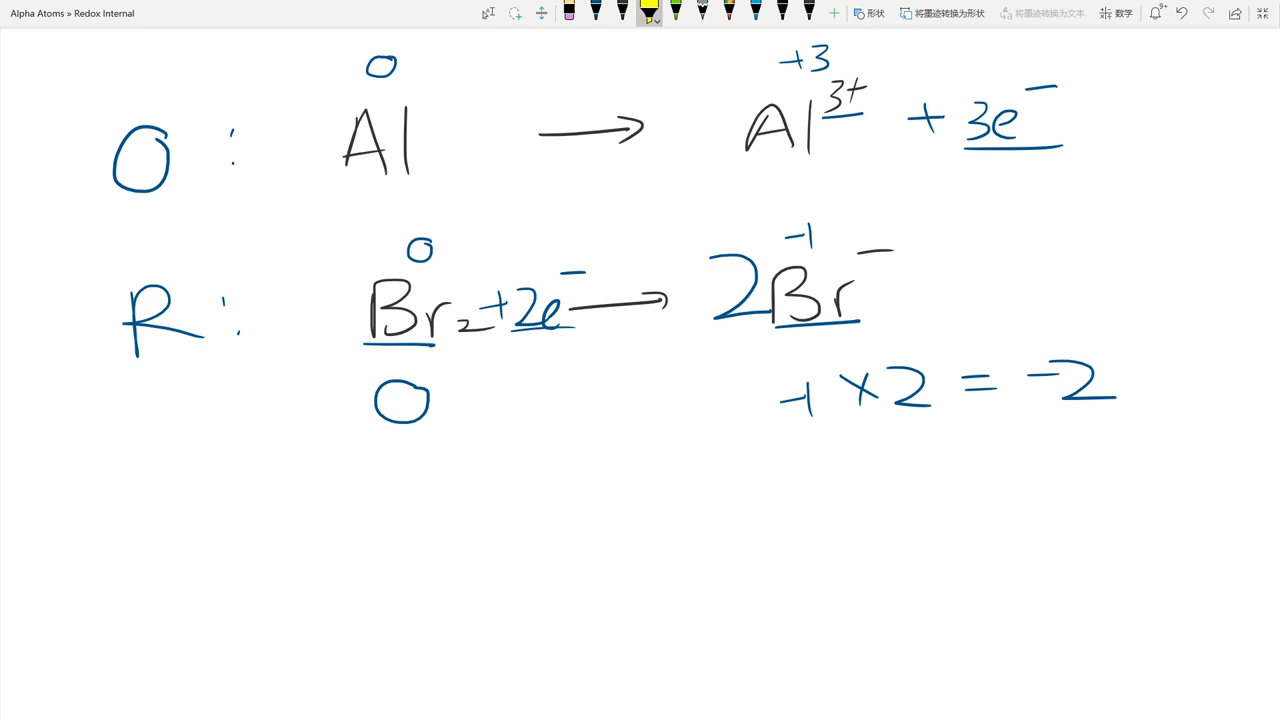 Alpha Atoms » Redox Internal 形状 将墨迹转换为形状 将墨迹转换为文本 数学 9+
0 +3
O: Al → Al³⁺ + 3e⁻
0 -1
R: Br₂ + 2e⁻ → 2Br⁻
0 -1 × 2 = -2